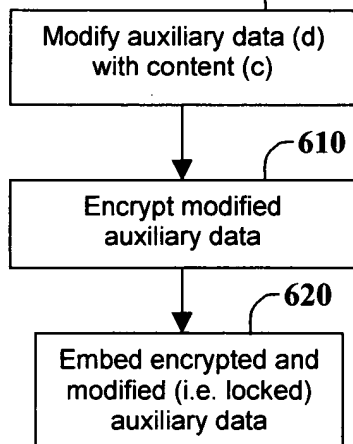 Modify auxiliary data (d)
with content (c)
610
Encrypt modified
auxiliary data
620
Embed encrypted and
modified (i.e. locked)
auxiliary data